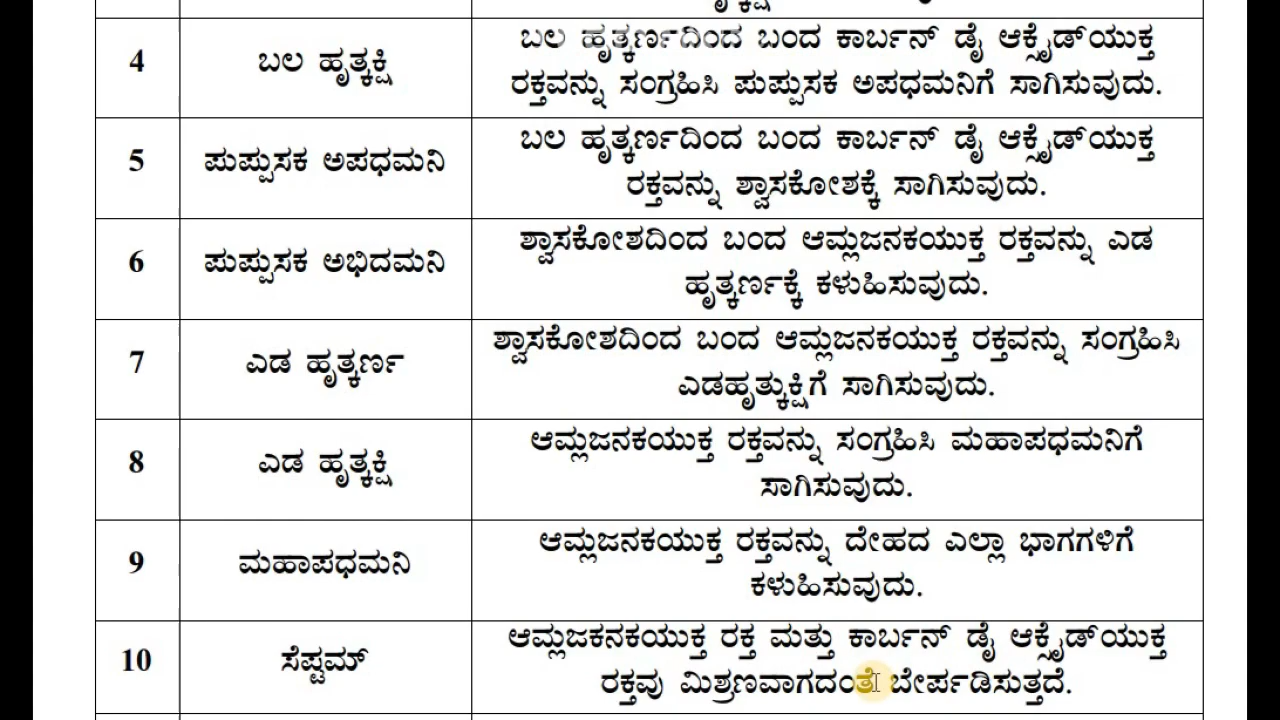 4
ಬಲ ಹೃತ್ಕಕ್ಷಿ
ಬಲ ಹೃತ್ಕರ್ಣದಿಂದ ಬಂದ ಕಾರ್ಬನ್ ಡೈ ಆಕ್ಸೈಡ್‌ಯುಕ್ತ
ರಕ್ತವನ್ನು ಸಂಗ್ರಹಿಸಿ ಪುಪ್ಪುಸಕ ಅಪಧಮನಿಗೆ ಸಾಗಿಸುವುದು.
5
ಪುಪ್ಪುಸಕ ಅಪಧಮನಿ
ಬಲ ಹೃತ್ಕರ್ಣದಿಂದ ಬಂದ ಕಾರ್ಬನ್ ಡೈ ಆಕ್ಸೈಡ್‌ಯುಕ್ತ
ರಕ್ತವನ್ನು ಶ್ವಾಸಕೋಶಕ್ಕೆ ಸಾಗಿಸುವುದು.
6
ಪುಪ್ಪುಸಕ ಅಭಿದಮನಿ
ಶ್ವಾಸಕೋಶದಿಂದ ಬಂದ ಆಮ್ಲಜನಕಯುಕ್ತ ರಕ್ತವನ್ನು ಎಡ
ಹೃತ್ಕರ್ಣಕ್ಕೆ ಕಳುಹಿಸುವುದು.
7
ಎಡ ಹೃತ್ಕರ್ಣ
ಶ್ವಾಸಕೋಶದಿಂದ ಬಂದ ಆಮ್ಲಜನಕಯುಕ್ತ ರಕ್ತವನ್ನು ಸಂಗ್ರಹಿಸಿ
ಎಡಹೃತ್ಕುಕ್ಷಿಗೆ ಸಾಗಿಸುವುದು.
8
ಎಡ ಹೃತ್ಕಕ್ಷಿ
ಆಮ್ಲಜನಕಯುಕ್ತ ರಕ್ತವನ್ನು ಸಂಗ್ರಹಿಸಿ ಮಹಾಪಧಮನಿಗೆ
ಸಾಗಿಸುವುದು.
9
ಮಹಾಪಧಮನಿ
ಆಮ್ಲಜನಕಯುಕ್ತ ರಕ್ತವನ್ನು ದೇಹದ ಎಲ್ಲಾ ಭಾಗಗಳಿಗೆ
ಕಳುಹಿಸುವುದು.
10
ಸೆಪ್ಟಮ್
ಆಮ್ಲಜಕನಕಯುಕ್ತ ರಕ್ತ ಮತ್ತು ಕಾರ್ಬನ್ ಡೈ ಆಕ್ಸೈಡ್‌ಯುಕ್ತ
ರಕ್ತವು ಮಿಶ್ರಣವಾಗದಂತೆ ಬೇರ್ಪಡಿಸುತ್ತದೆ.